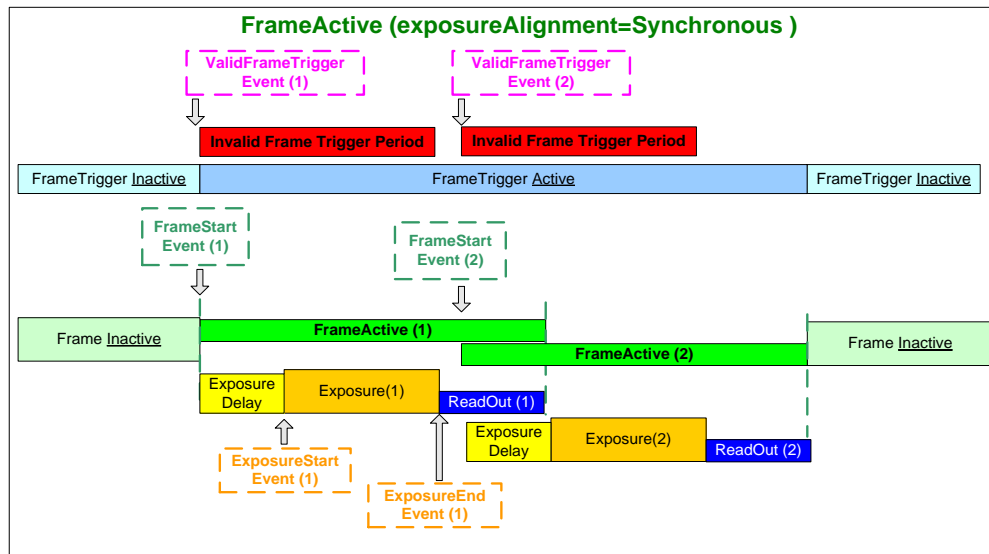 FrameActive (exposureAlignment=Synchronous )
ValidFrameTrigger
Event (1)
ValidFrameTrigger
Event (2)
Invalid Frame Trigger Period
Invalid Frame Trigger Period
FrameTrigger Inactive
FrameTrigger Active
FrameTrigger Inactive
FrameStart
Event (1)
FrameStart
Event (2)
Frame Inactive
FrameActive (1)
FrameActive (2)
Frame Inactive
Exposure
Delay
Exposure(1)
ReadOut (1)
Exposure
Delay
Exposure(2)
ReadOut (2)
ExposureStart
Event (1)
ExposureEnd
Event (1)